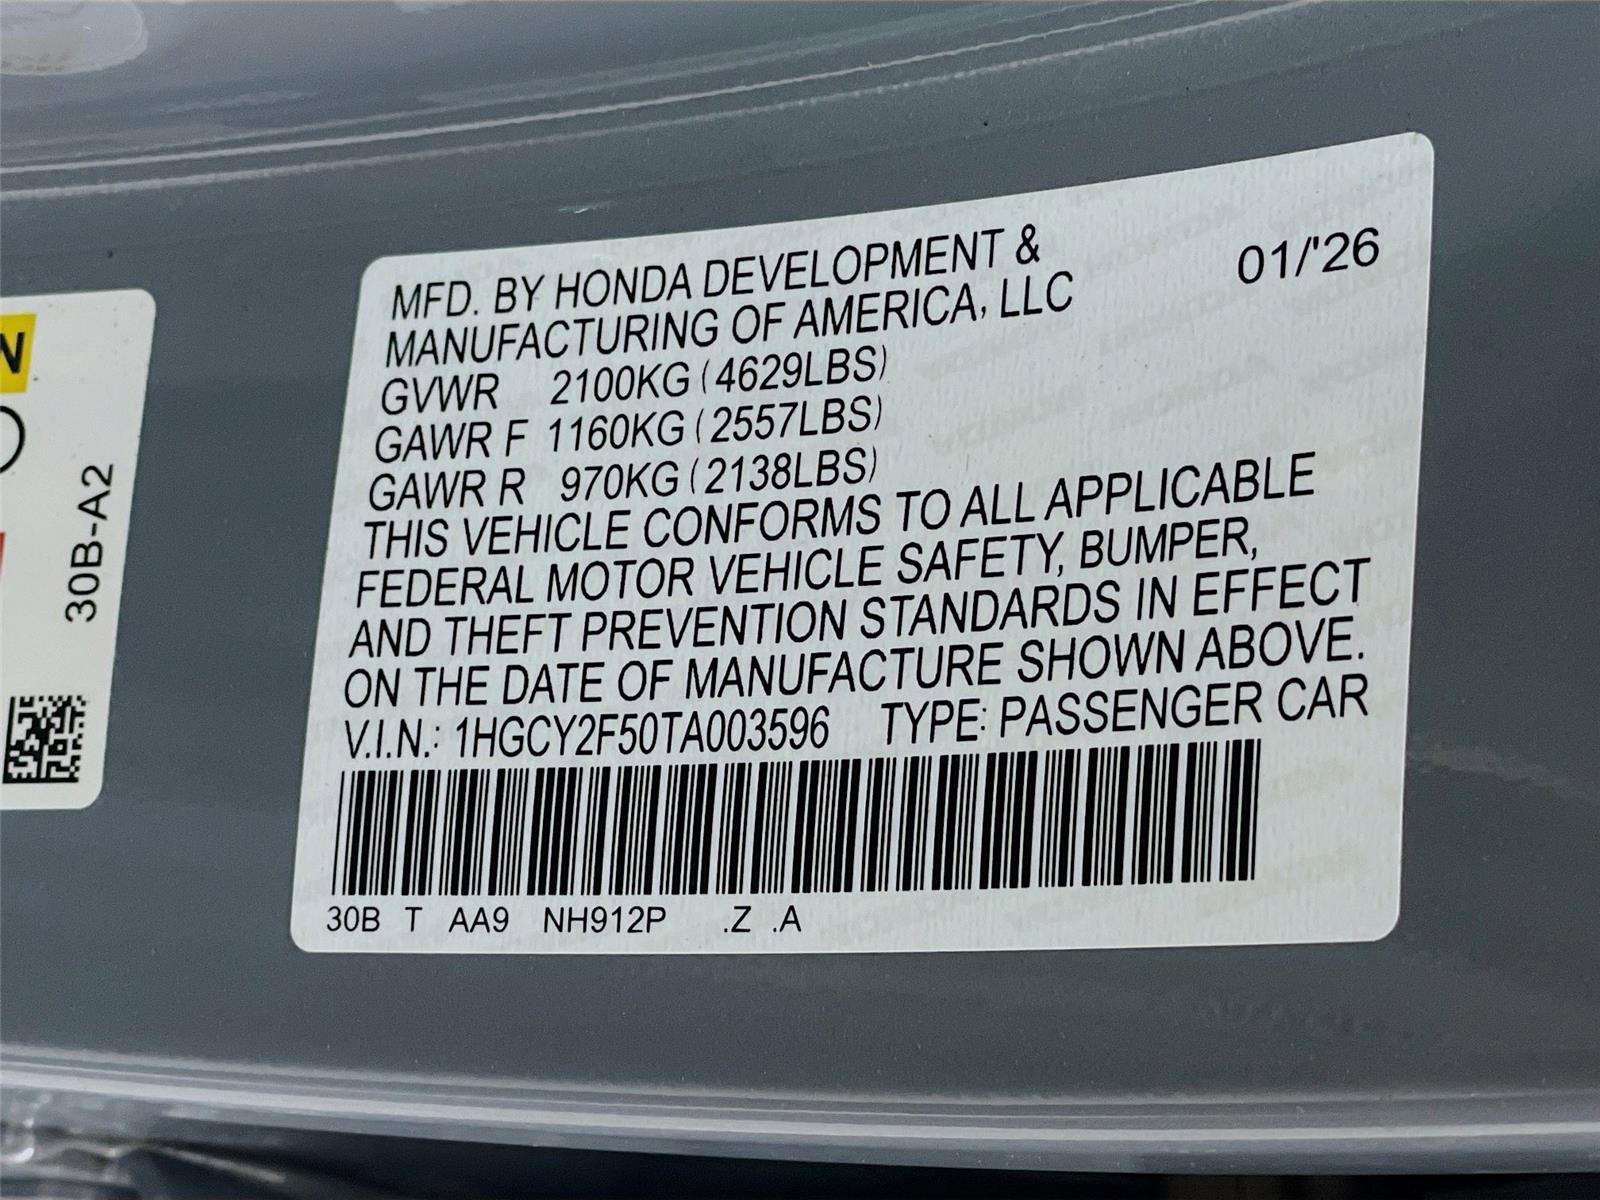 N
30B-A2
MFD. BY HONDA DEVELOPMENT &
MANUFACTURING OF AMERICA, LLC
01/'26
GVWR 2100KG (4629LBS)
GAWR F 1160KG (2557LBS)
GAWR R 970KG (2138LBS)
THIS VEHICLE CONFORMS TO ALL APPLICABLE
FEDERAL MOTOR VEHICLE SAFETY, BUMPER,
AND THEFT PREVENTION STANDARDS IN EFFECT
ON THE DATE OF MANUFACTURE SHOWN ABOVE.
V.I.N.: 1HGCY2F50TA003596 TYPE: PASSENGER CAR
30B T AA9 NH912P .Z .A